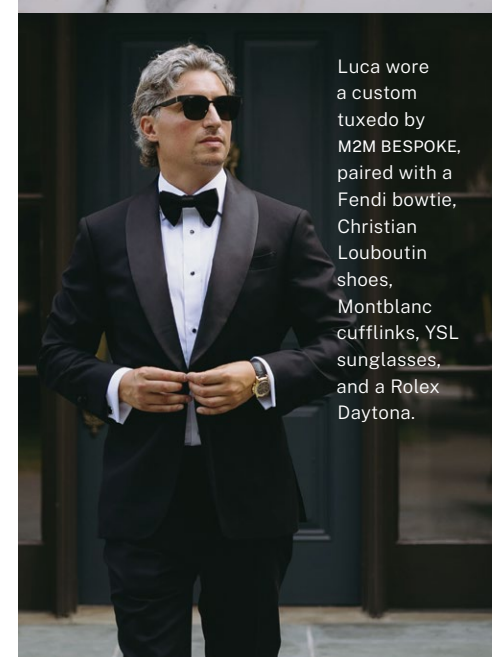 Luca wore
a custom
tuxedo by
M2M BESPOKE,
paired with a
Fendi bowtie,
Christian
Louboutin
shoes,
Montblanc
cufflinks, YSL
sunglasses,
and a Rolex
Daytona.